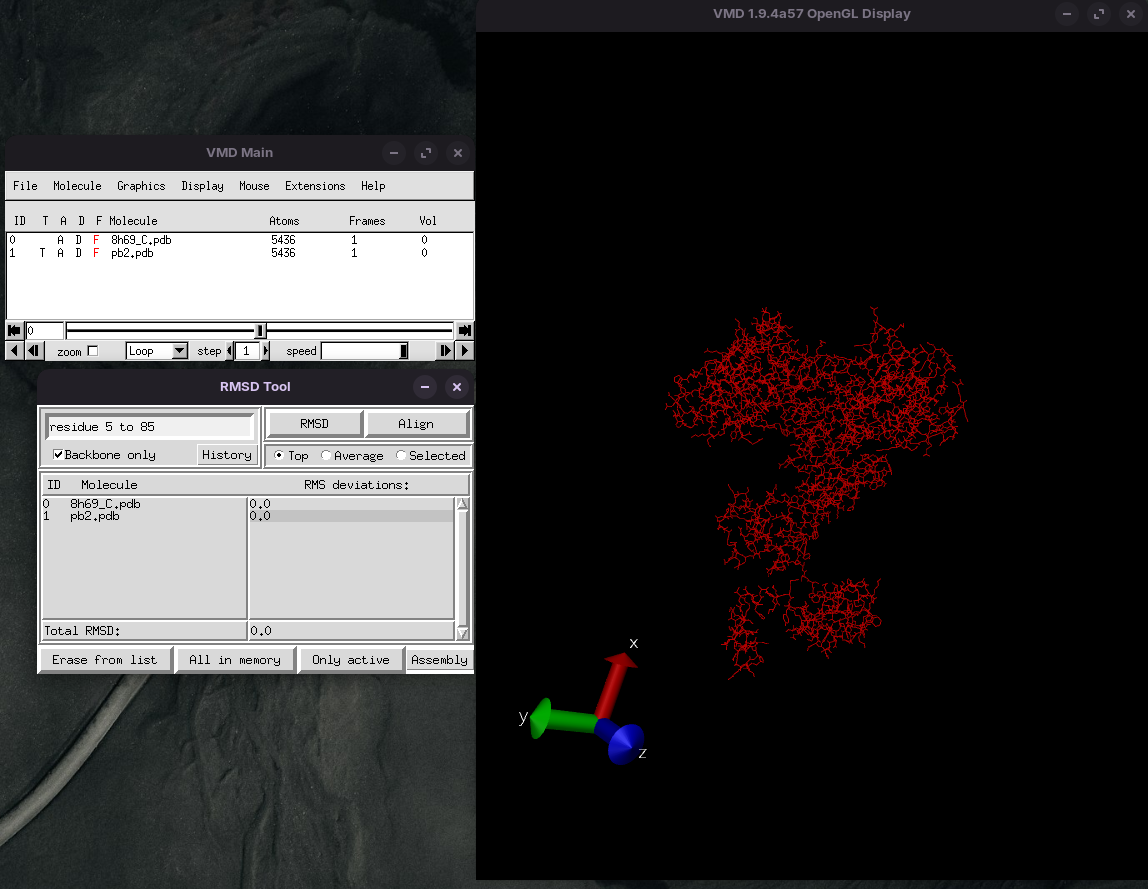 VMD 1.9.4a57 OpenGL Display
VMD Main
File Molecule Graphics Display Mouse Extensions Help
ID T A D F Molecule Atoms Frames Vol
0 A D F 8h69_C.pdb 5436 1 0
1 T A D F pb2.pdb 5436 1 0
0
zoom Loop step 1 speed
RMSD Tool
residue 5 to 85
RMSD Align
Backbone only History Top Average Selected
ID Molecule RMS deviations:
0 8h69_C.pdb 0.0
1 pb2.pdb 0.0
Total RMSD: 0.0
Erase from list All in memory Only active Assembly
x
y
z